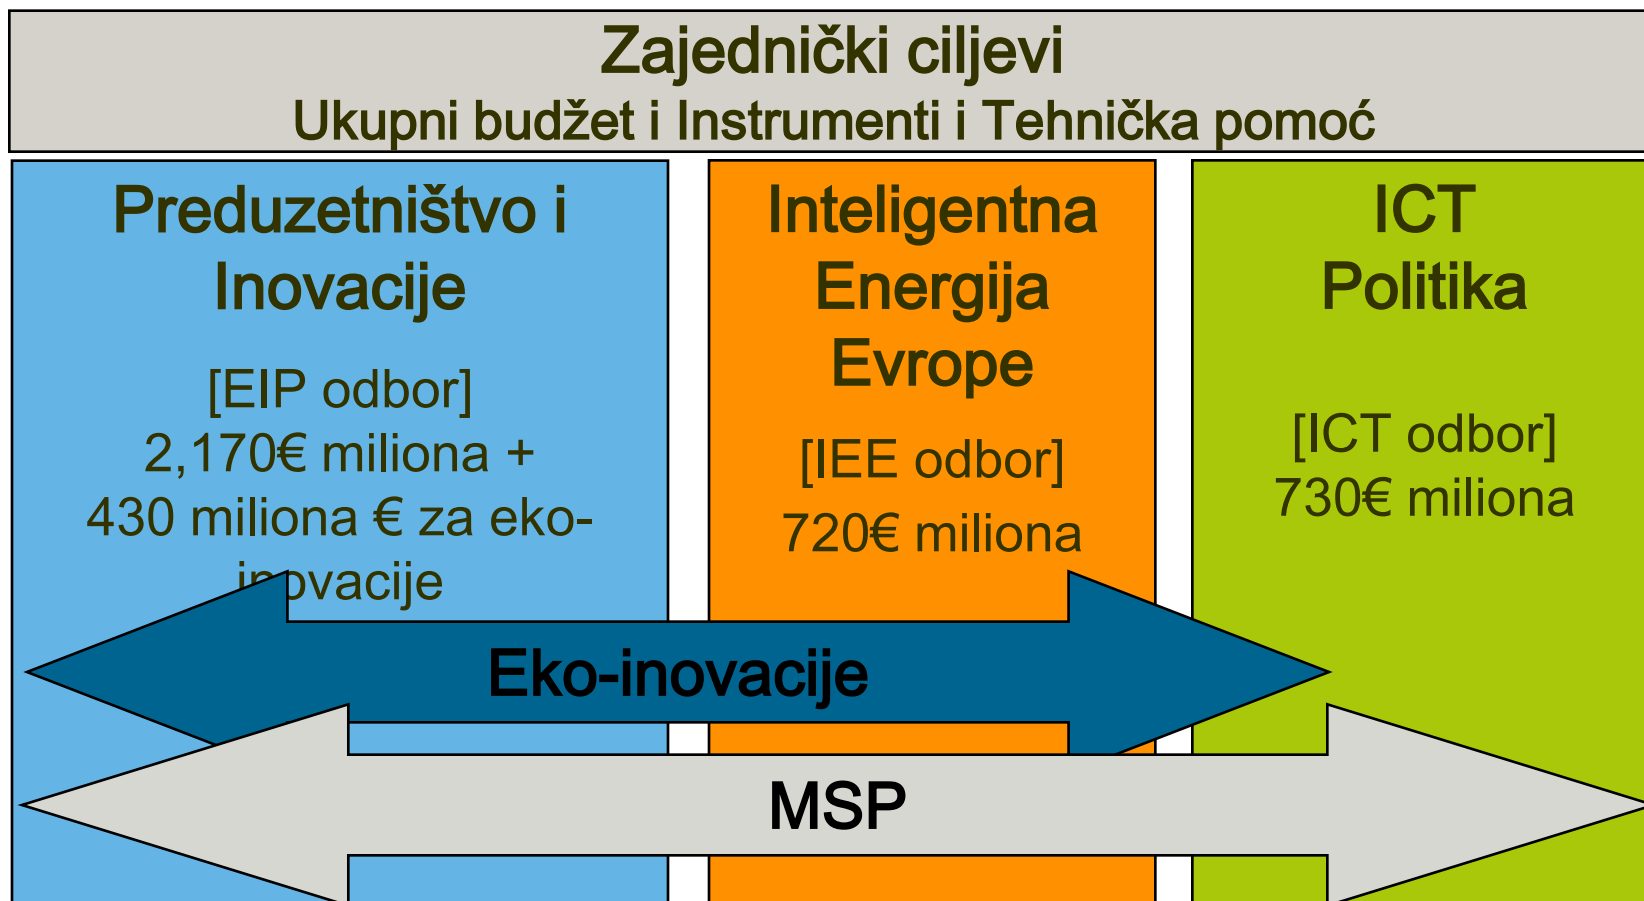 Zajednički ciljevi
Ukupni budžet i Instrumenti i Tehnička pomoć
Preduzetništvo i
Inovacije
[EIP odbor]
2,170€ miliona +
430 miliona € za eko-
inovacije
Inteligentna
Energija
Evrope
[IEE odbor]
720€ miliona
ICT
Politika
[ICT odbor]
730€ miliona
Eko-inovacije
MSP